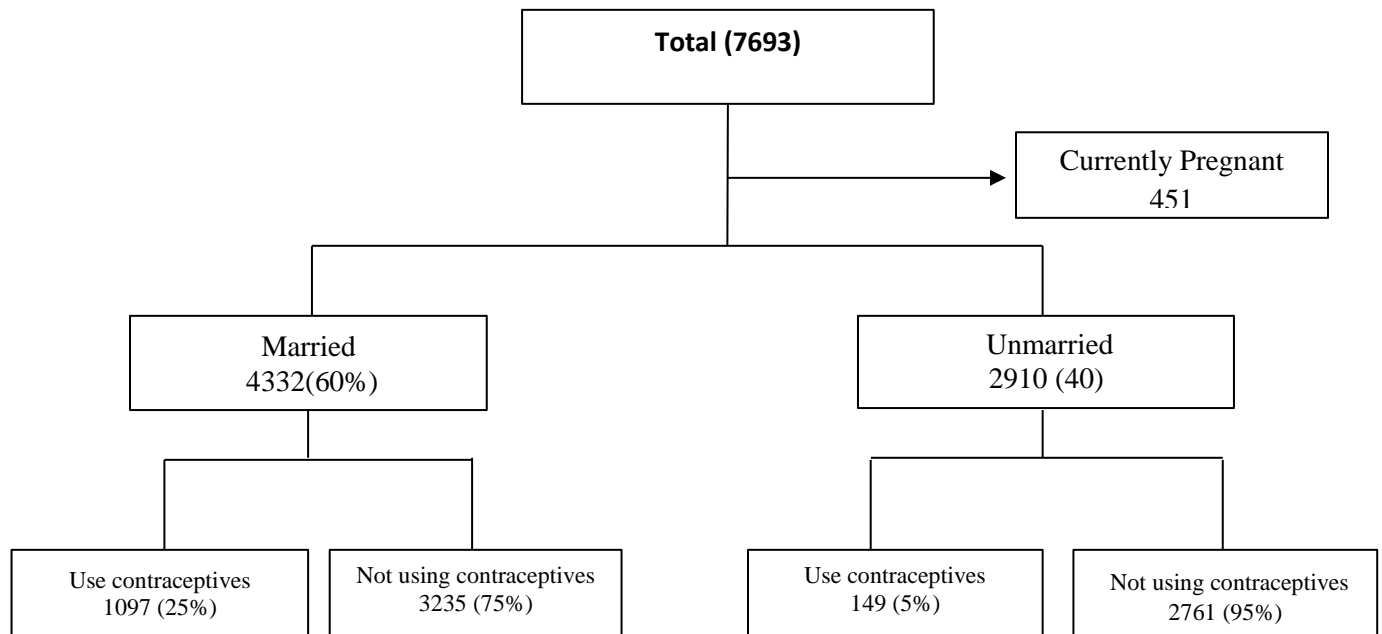 Total (7693)
Currently Pregnant
451
Married
4332(60%)
Unmarried
2910 (40)
Use contraceptives
1097 (25%)
Not using contraceptives
3235 (75%)
Use contraceptives
149 (5%)
Not using contraceptives
2761 (95%)